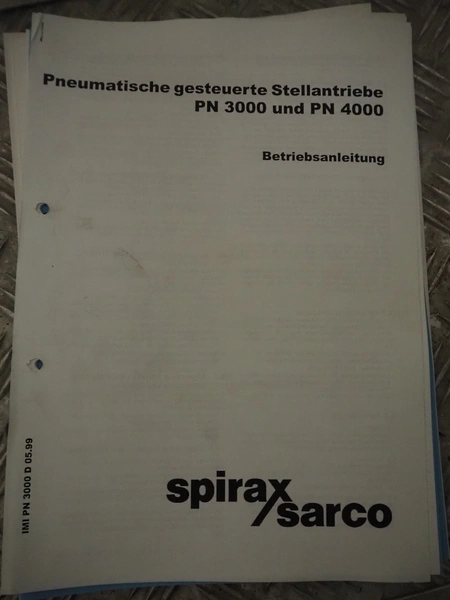 Pneumatische gesteuerte Stellantriebe
PN 3000 und PN 4000
Betriebsanleitung
IMI PN 3000 D 05.99
spirax
sarco